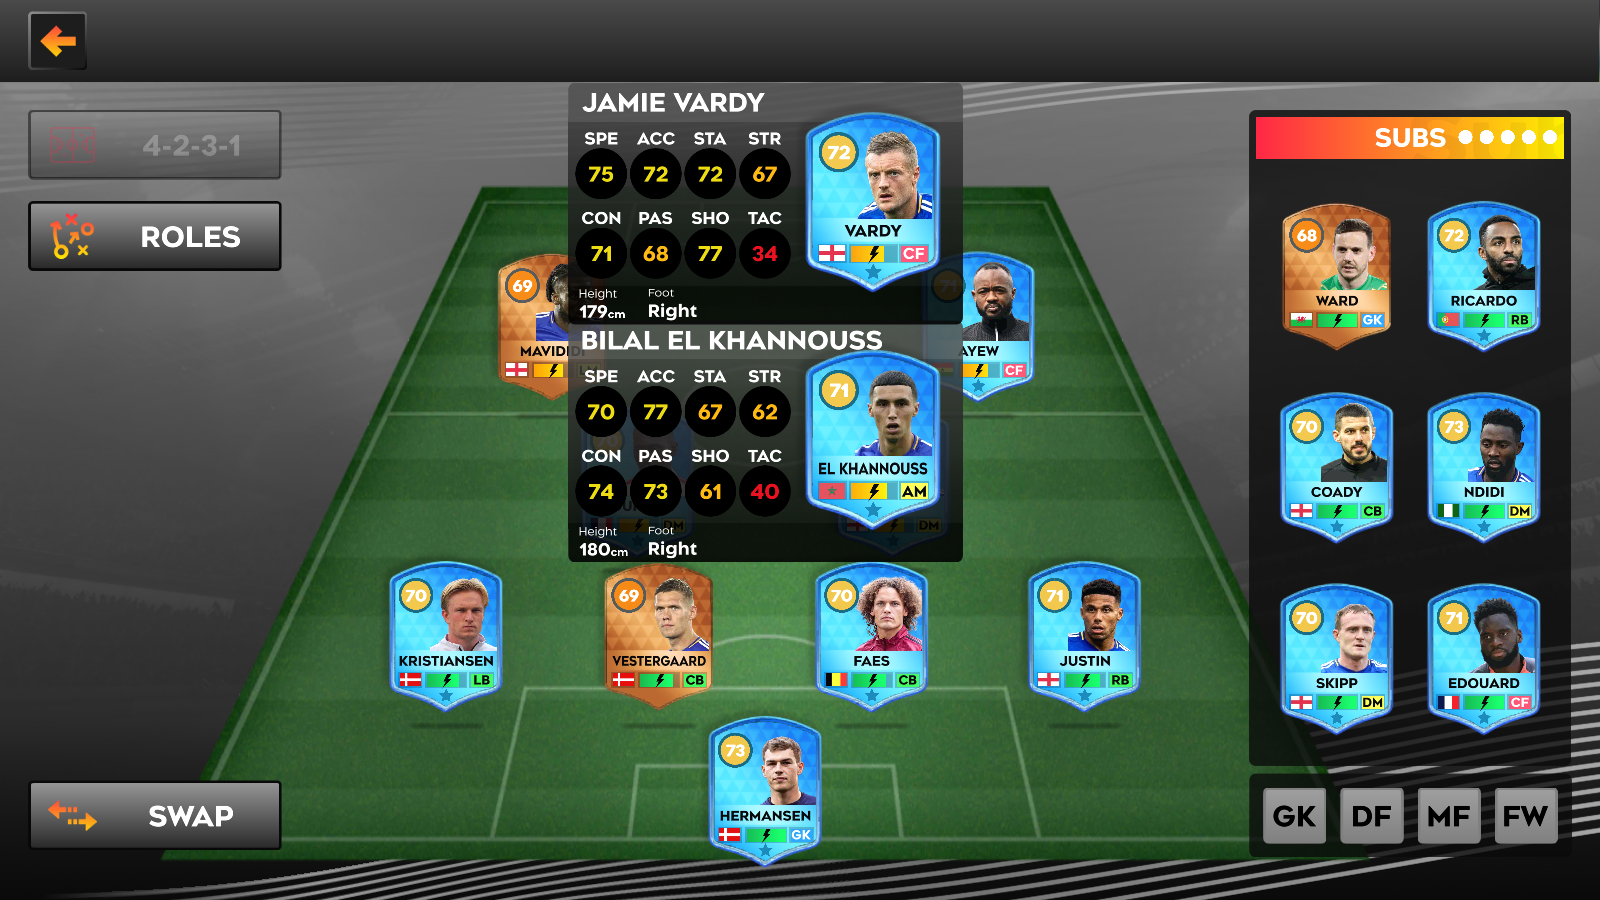 4-2-3-1
ROLES
SWAP
JAMIE VARDY
SPE ACC STA STR
75 72 72 67
CON PAS SHO TAC
71 68 77 34
Height Foot
179cm Right
72
VARDY
CF
BILAL EL KHANNOUSS
SPE ACC STA STR
70 77 67 62
CON PAS SHO TAC
74 73 61 40
Height Foot
180cm Right
71
EL KHANNOUSS
AM
69
MAVIDIDI
71
AYEW
CF
DM
DM
70
KRISTIANSEN
LB
69
VESTERGAARD
CB
70
FAES
CB
71
JUSTIN
RB
73
HERMANSEN
GK
SUBS
68
WARD
GK
72
RICARDO
RB
70
COADY
CB
73
NDIDI
DM
70
SKIPP
DM
71
EDOUARD
CF
GK DF MF FW